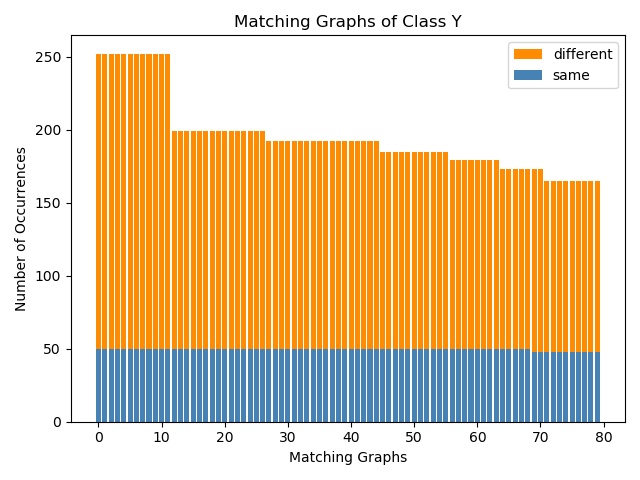 Matching Graphs of Class Y
different
same
Number of Occurrences
250
200
150
100
50
0
0 10 20 30 40 50 60 70 80
Matching Graphs